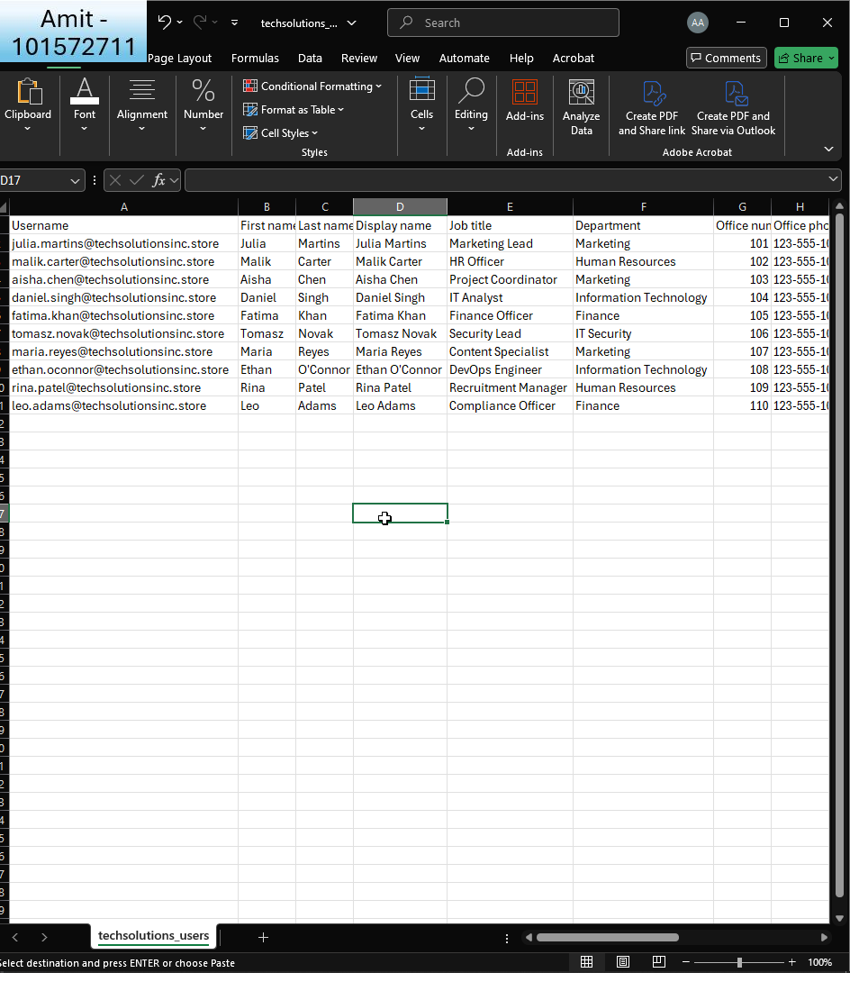 Amit -
101572711
techsolutions_...
Search
AA
Page Layout
Formulas
Data
Review
View
Automate
Help
Acrobat
Comments
Share
Clipboard
Font
Alignment
Number
Conditional Formatting
Format as Table
Cell Styles
Styles
Cells
Editing
Add-ins
Add-ins
Analyze
Data
Create PDF
and Share link
Create PDF and
Share via Outlook
Adobe Acrobat
D17
fx
A B C D E F G H
Username First name Last name Display name Job title Department Office num Office pho
julia.martins@techsolutionsinc.store Julia Martins Julia Martins Marketing Lead Marketing 101 123-555-10
malik.carter@techsolutionsinc.store Malik Carter Malik Carter HR Officer Human Resources 102 123-555-10
aisha.chen@techsolutionsinc.store Aisha Chen Aisha Chen Project Coordinator Marketing 103 123-555-10
daniel.singh@techsolutionsinc.store Daniel Singh Daniel Singh IT Analyst Information Technology 104 123-555-10
fatima.khan@techsolutionsinc.store Fatima Khan Fatima Khan Finance Officer Finance 105 123-555-10
tomasz.novak@techsolutionsinc.store Tomasz Novak Tomasz Novak Security Lead IT Security 106 123-555-10
maria.reyes@techsolutionsinc.store Maria Reyes Maria Reyes Content Specialist Marketing 107 123-555-10
ethan.oconnor@techsolutionsinc.store Ethan O'Connor Ethan O'Connor DevOps Engineer Information Technology 108 123-555-10
rina.patel@techsolutionsinc.store Rina Patel Rina Patel Recruitment Manager Human Resources 109 123-555-10
leo.adams@techsolutionsinc.store Leo Adams Leo Adams Compliance Officer Finance 110 123-555-10
techsolutions_users
Select destination and press ENTER or choose Paste
100%